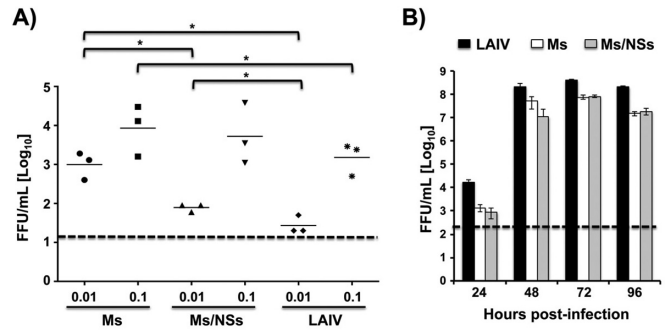 A)
*
*
*
*
FFU/mL [Log10]
5
4
3
2
1
0
0.01 0.1 0.01 0.1 0.01 0.1
Ms Ms/NSs LAIV
B)
LAIV Ms Ms/NSs
FFU/mL [Log10]
9
8
7
6
5
4
3
2
1
0
24 48 72 96
Hours post-infection